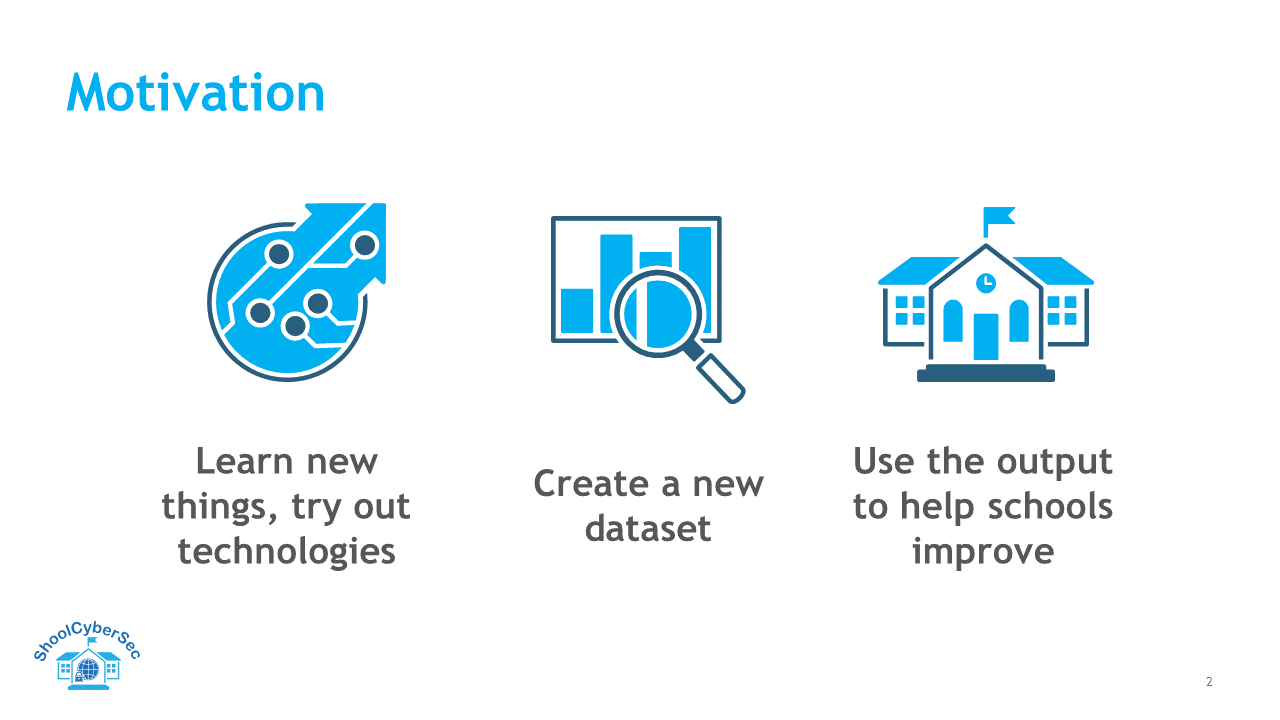 Motivation
Learn new
things, try out
technologies
Create a new
dataset
Use the output
to help schools
improve
ShoolCyberSec
2